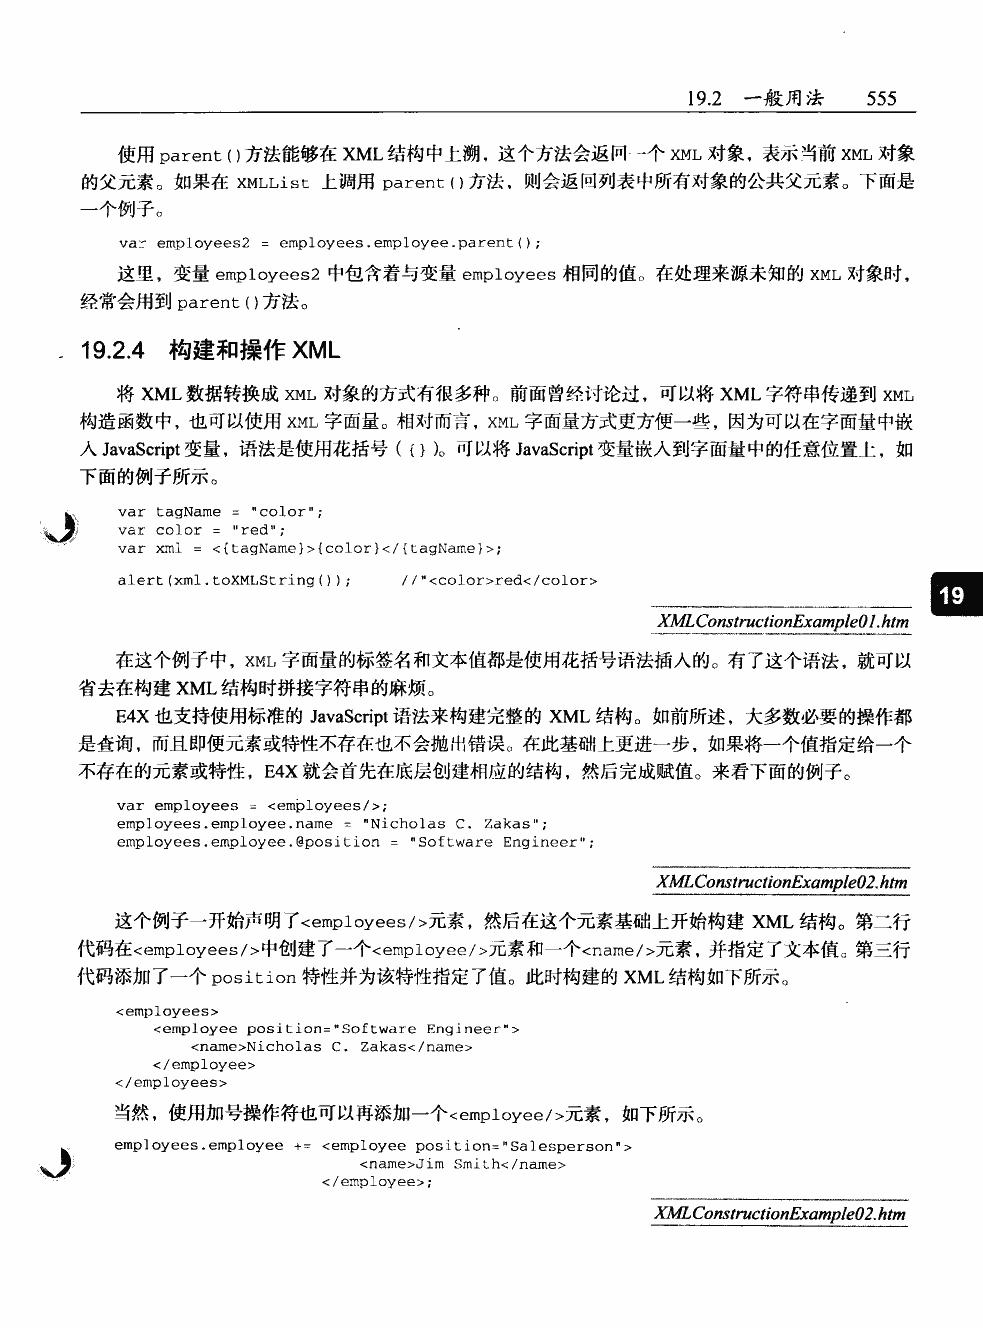 19.2 一般用法 555
使用 parent()方法能够在 XML 结构中上溯，这个方法会返回一个 XML 对象，表示当前 XML 对象
的父元素。如果在 XMLList 上调用 parent()方法，则会返回列表中所有对象的公共父元素。下面是
一个例子。
var employees2 = employees.employee.parent();
这里，变量 employees2 中包含着与变量 employees 相同的值。在处理来源未知的 XML 对象时，
经常会用到 parent()方法。
19.2.4 构建和操作 XML
将 XML 数据转换成 XML 对象的方式有很多种。前面曾经讨论过，可以将 XML 字符串传递到 XML
构造函数中，也可以使用 XML 字面量。相对而言，XML 字面量方式更方便一些，因为可以在字面量中嵌
入 JavaScript 变量，语法是使用花括号（{}）。可以将 JavaScript 变量嵌入到字面量中的任意位置上，如
下面的例子所示。
var tagName = "color";
var color = "red";
var xml = <{tagName}>{color}</{tagName}>;
alert(xml.toXMLString()); //"<color>red</color>
19
XMLConstructionExample01.htm
在这个例子中，XML 字面量的标签名和文本值都是使用花括号语法插入的。有了这个语法，就可以
省去在构建 XML 结构时拼接字符串的麻烦。
E4X 也支持使用标准的 JavaScript 语法来构建完整的 XML 结构。如前所述，大多数必要的操作都
是查询，而且即便元素或特性不存在也不会抛出错误。在此基础上更进一步，如果将一个值指定给一个
不存在的元素或特性，E4X 就会首先在底层创建相应的结构，然后完成赋值。来看下面的例子。
var employees = <employees/>;
employees.employee.name = "Nicholas C. Zakas";
employees.employee.@position = "Software Engineer";
XMLConstructionExample02.htm
这个例子一开始声明了<employees/>元素，然后在这个元素基础上开始构建 XML 结构。第二行
代码在<employees/>中创建了一个<employee/>元素和一个<name/>元素，并指定了文本值。第三行
代码添加了一个 position 特性并为该特性指定了值。此时构建的 XML 结构如下所示。
<employees>
<employee position="Software Engineer">
<name>Nicholas C. Zakas</name>
</employee>
</employees>
当然，使用加号操作符也可以再添加一个<employee/>元素，如下所示。
employees.employee += <employee position="Salesperson">
<name>Jim Smith</name>
</employee>;
XMLConstructionExample02.htm